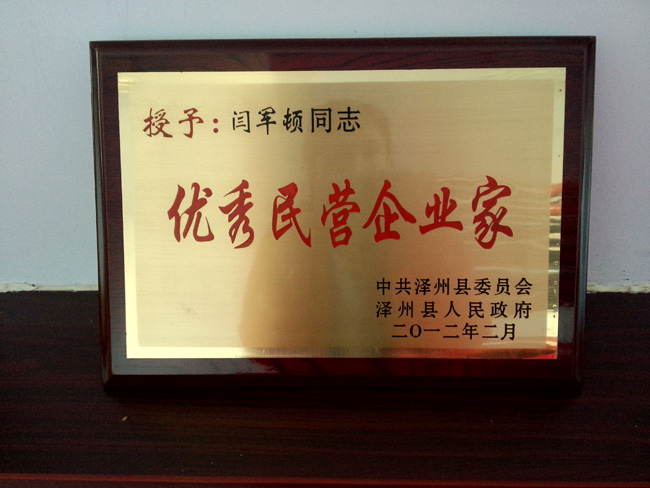 授予:闫军顿同志
优秀民营企业家
中共泽州县委员会
泽州县人民政府
二〇一二年二月